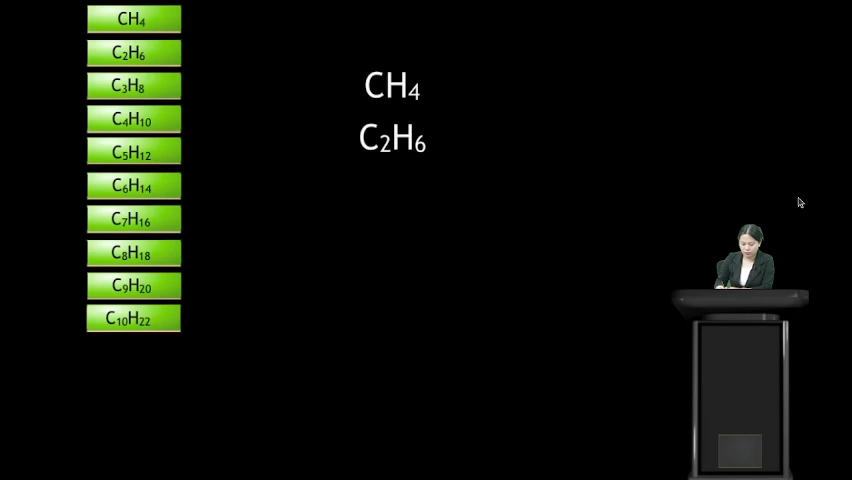 CH₄
C₂H₆
C₃H₈
C₄H₁₀
C₅H₁₂
C₆H₁₄
C₇H₁₆
C₈H₁₈
C₉H₂₀
C₁₀H₂₂
CH₄
C₂H₆